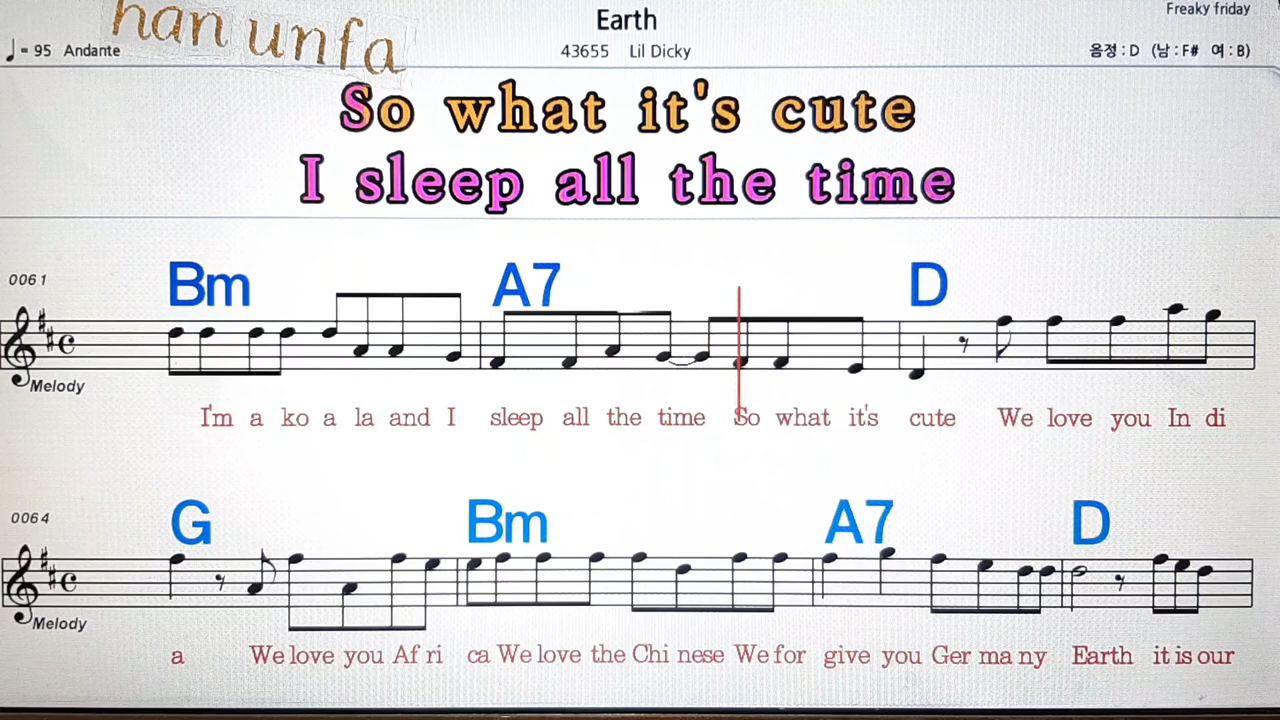 han unfa
Earth
Freaky friday
♩= 95 Andante
43655 Lil Dicky
음정 : D (남 : F# 여 : B)
So what it's cute
I sleep all the time
0061
Bm A7 D
Melody
I'm a ko a la and I sleep all the time So what it's cute We love you In di
0064
G Bm A7 D
Melody
a We love you Af ri ca We love the Chi nese We for give you Ger ma ny Earth it is our